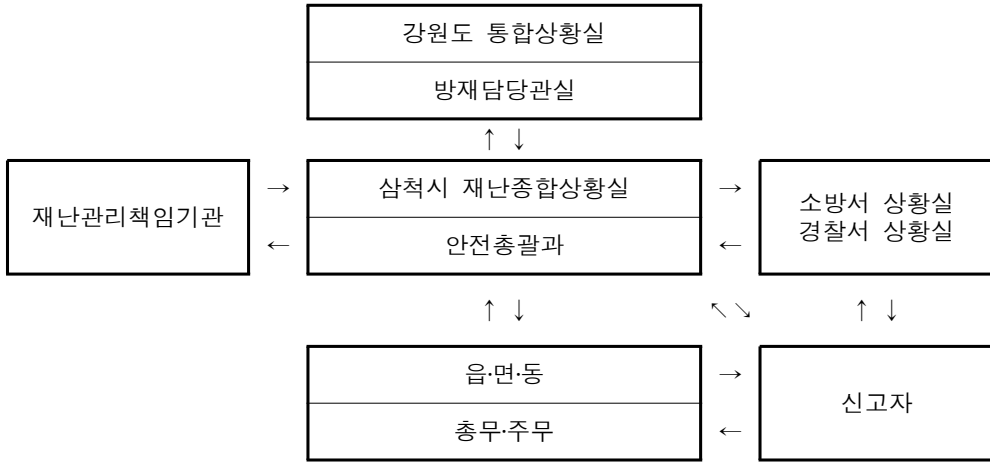 강원도 통합상황실
방재담당관실
↑ ↓
재난관리책임기관
→
←
삼척시 재난종합상황실
안전총괄과
→
←
소방서 상황실
경찰서 상황실
↑ ↓
↖↘
↑ ↓
읍·면·동
총무·주무
→
←
신고자